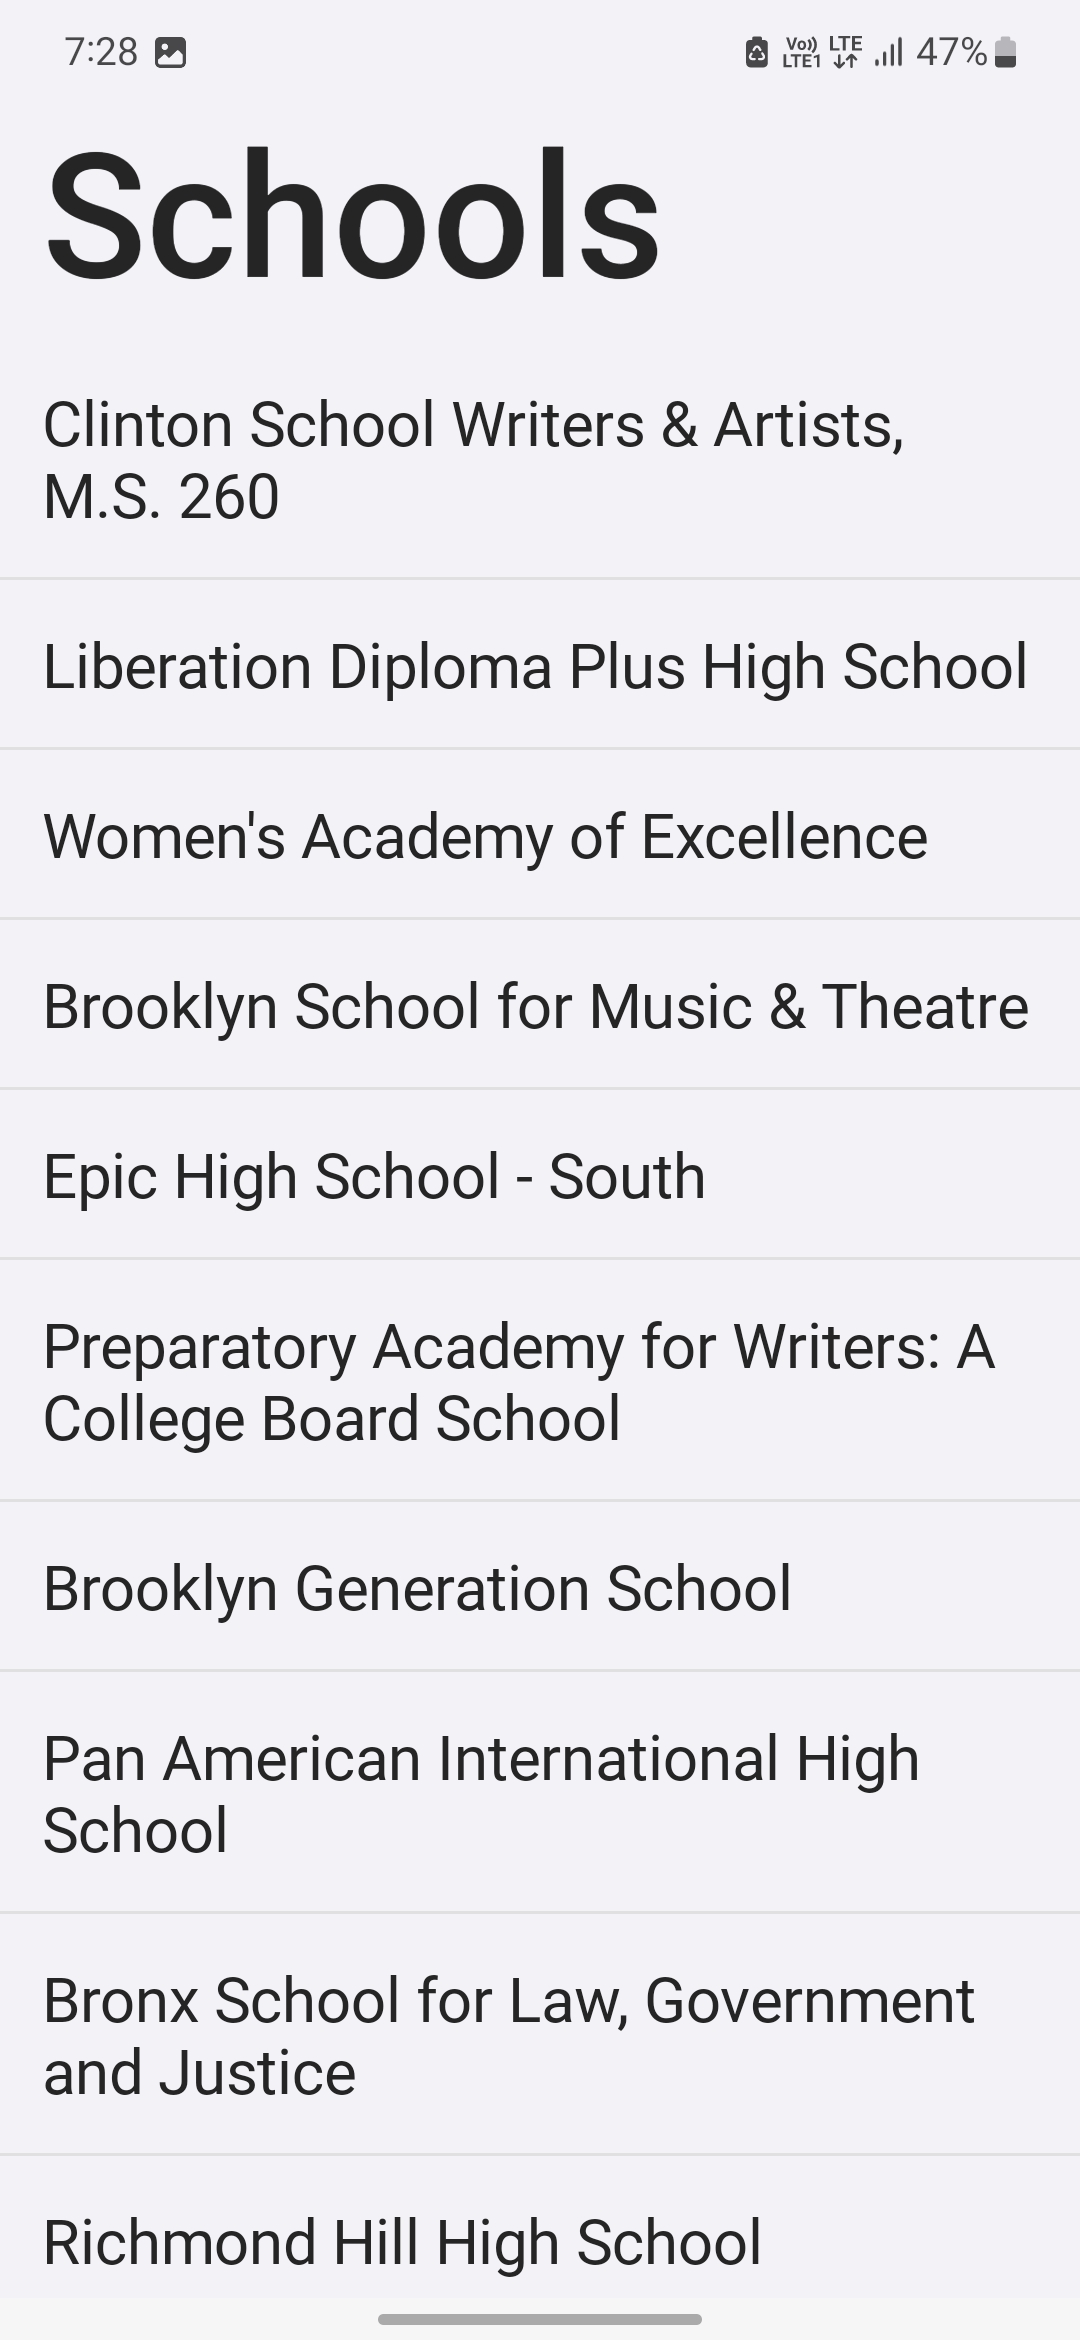 7:28
Vo)) LTE1 LTE 47%
Schools
Clinton School Writers & Artists,
M.S. 260
Liberation Diploma Plus High School
Women's Academy of Excellence
Brooklyn School for Music & Theatre
Epic High School - South
Preparatory Academy for Writers: A
College Board School
Brooklyn Generation School
Pan American International High
School
Bronx School for Law, Government
and Justice
Richmond Hill High School